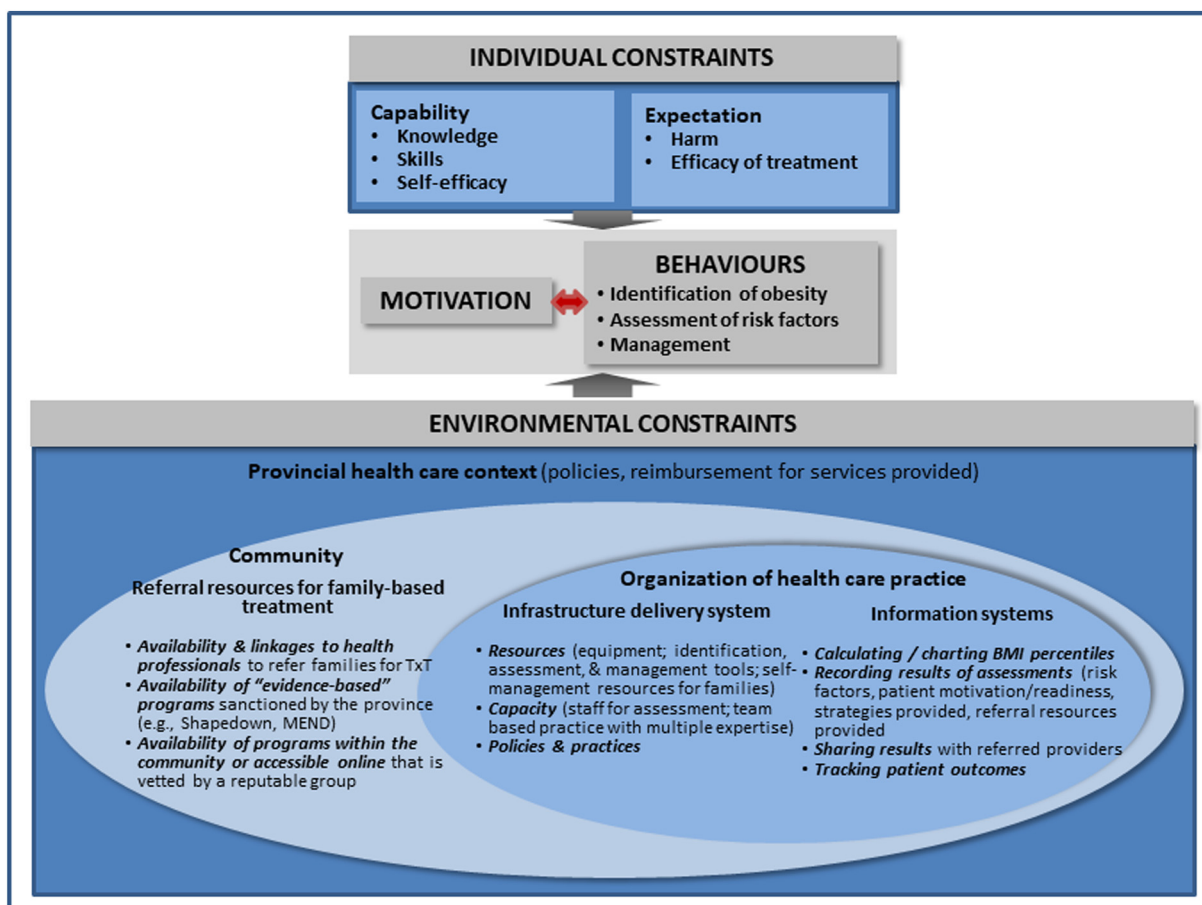 INDIVIDUAL CONSTRAINTS
Capability
• Knowledge
• Skills
• Self-efficacy
Expectation
• Harm
• Efficacy of treatment
MOTIVATION
BEHAVIOURS
• Identification of obesity
• Assessment of risk factors
• Management
ENVIRONMENTAL CONSTRAINTS
Provincial health care context (policies, reimbursement for services provided)
Community
Referral resources for family-based
treatment
• Availability & linkages to health
professionals to refer families for TxT
• Availability of “evidence-based”
programs sanctioned by the province
(e.g., Shapedown, MEND)
• Availability of programs within the
community or accessible online that is
vetted by a reputable group
Organization of health care practice
Infrastructure delivery system
• Resources (equipment; identification,
assessment, & management tools; self-
management resources for families)
• Capacity (staff for assessment; team
based practice with multiple expertise)
• Policies & practices
Information systems
• Calculating / charting BMI percentiles
• Recording results of assessments (risk
factors, patient motivation/readiness,
strategies provided, referral resources
provided
• Sharing results with referred providers
• Tracking patient outcomes